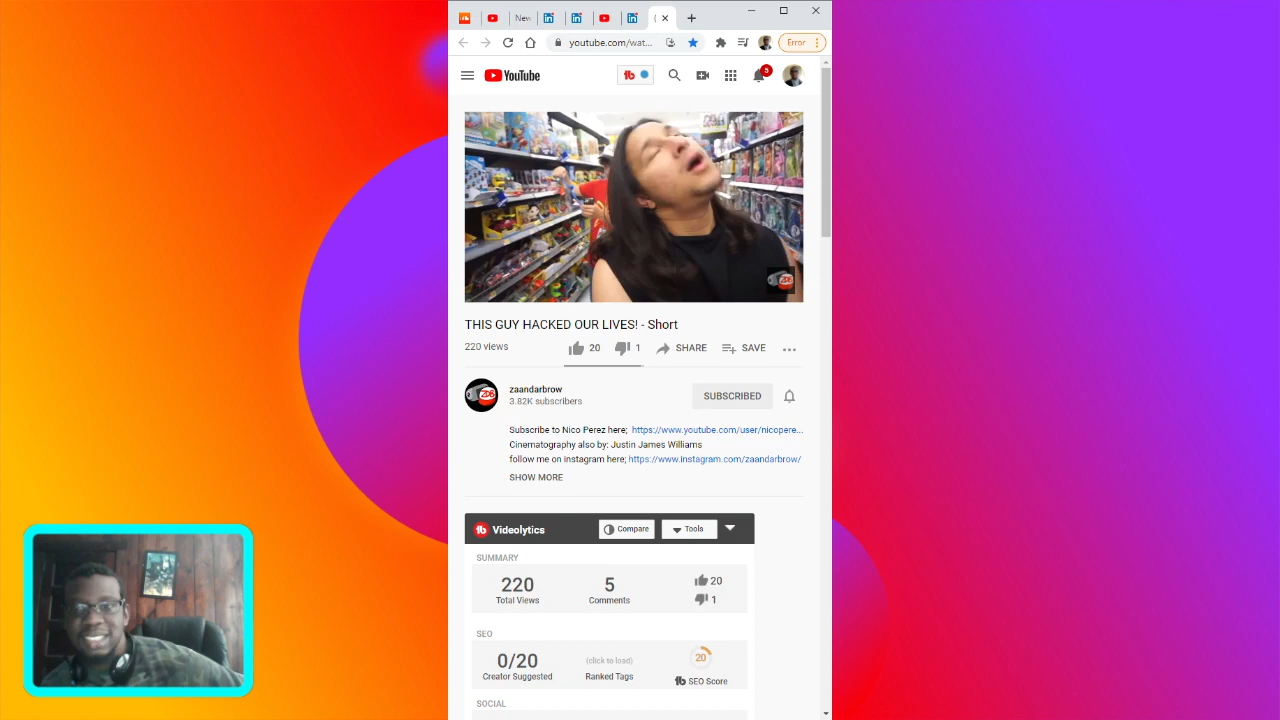 New
Error
youtube.com/wat...
YouTube
5
THIS GUY HACKED OUR LIVES! - Short
220 views
20
1
SHARE
SAVE
zaandarbrow
3.82K subscribers
SUBSCRIBED
Subscribe to Nico Perez here; https://www.youtube.com/user/nicopere...
Cinematography also by: Justin James Williams
follow me on instagram here; https://www.instagram.com/zaandarbrow/
SHOW MORE
Videolytics
Compare
Tools
SUMMARY
220
5
20
Total Views
Comments
1
SEO
0/20
(click to load)
20
Creator Suggested
Ranked Tags
SEO Score
SOCIAL